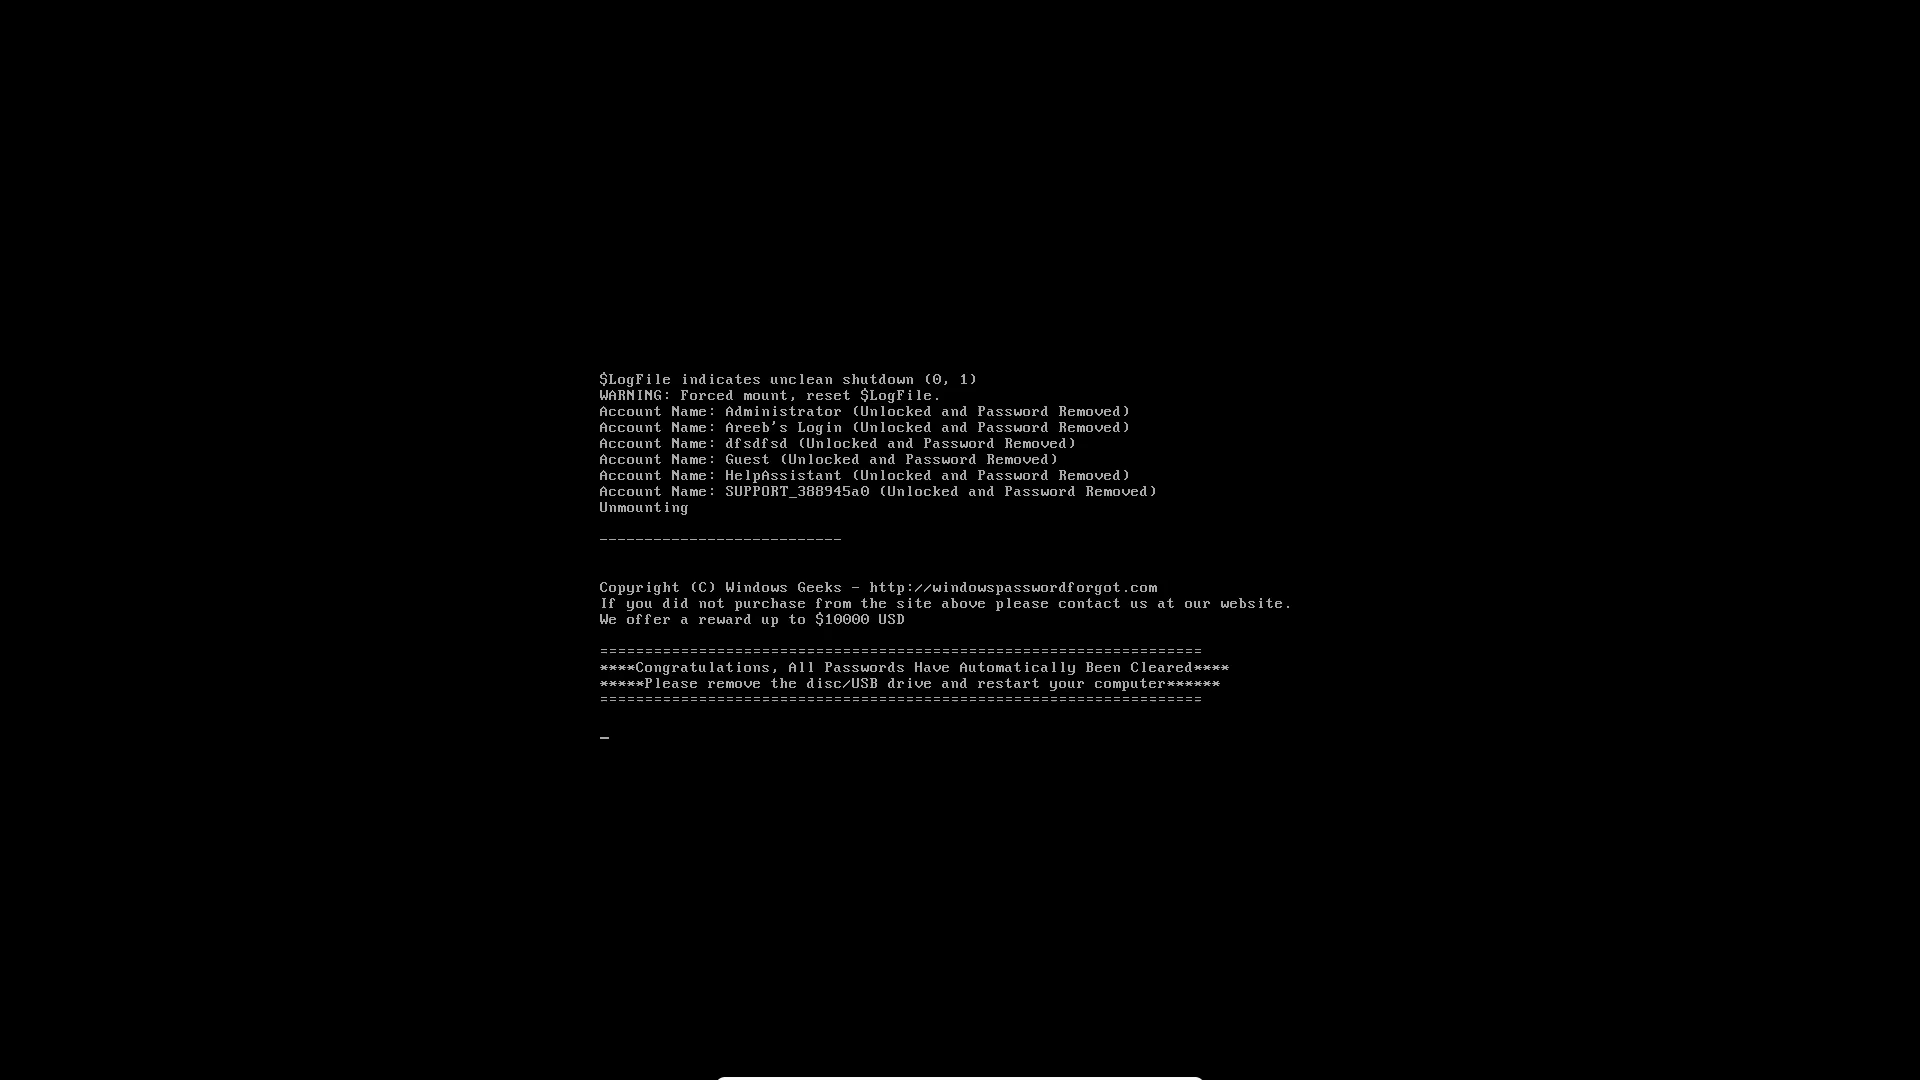 $LogFile indicates unclean shutdown (0, 1)
WARNING: Forced mount, reset $LogFile.
Account Name: Administrator (Unlocked and Password Removed)
Account Name: Areeb's Login (Unlocked and Password Removed)
Account Name: dfsdfsd (Unlocked and Password Removed)
Account Name: Guest (Unlocked and Password Removed)
Account Name: HelpAssistant (Unlocked and Password Removed)
Account Name: SUPPORT_388945a0 (Unlocked and Password Removed)
Unmounting
---------------------------
Copyright (C) Windows Geeks - http://windowspasswordforgot.com
If you did not purchase from the site above please contact us at our website.
We offer a reward up to $10000 USD
===================================================================
****Congratulations, All Passwords Have Automatically Been Cleared****
*****Please remove the disc/USB drive and restart your computer******
===================================================================
_